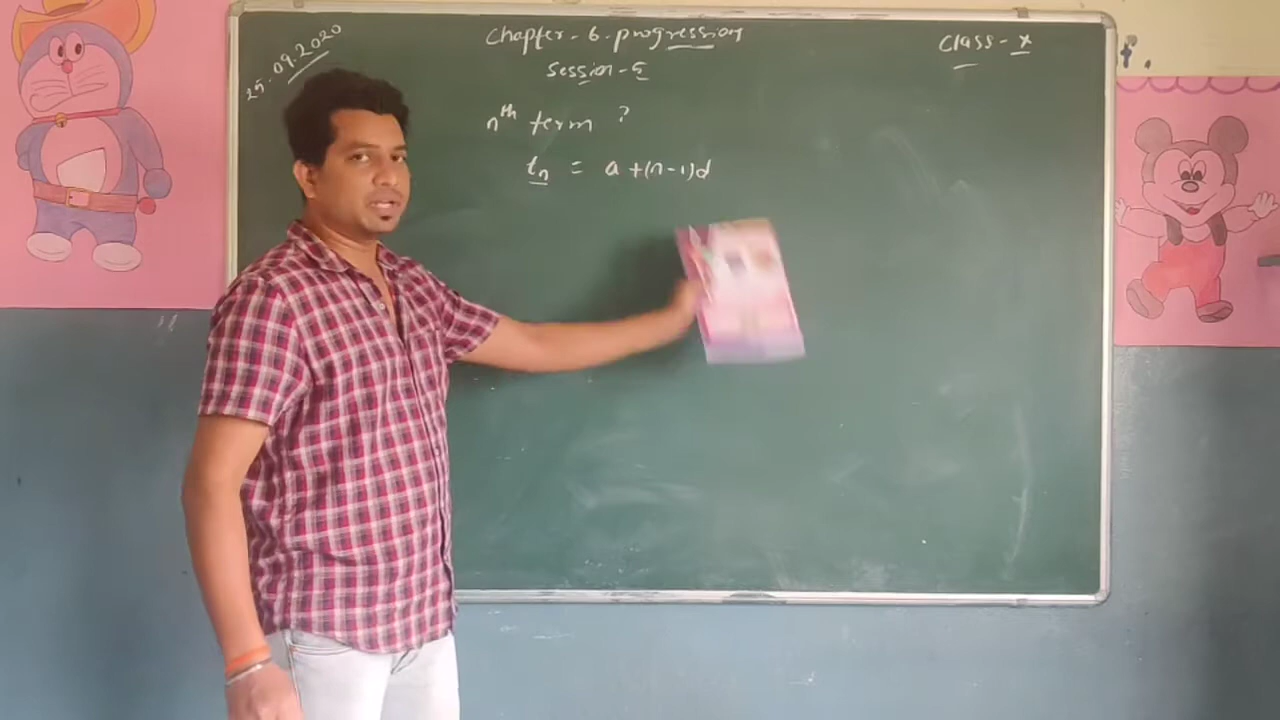 25.09.2020
Chapter-6. progression
Class-x
Session-5
nth term ?
tn = a+(n-1)d